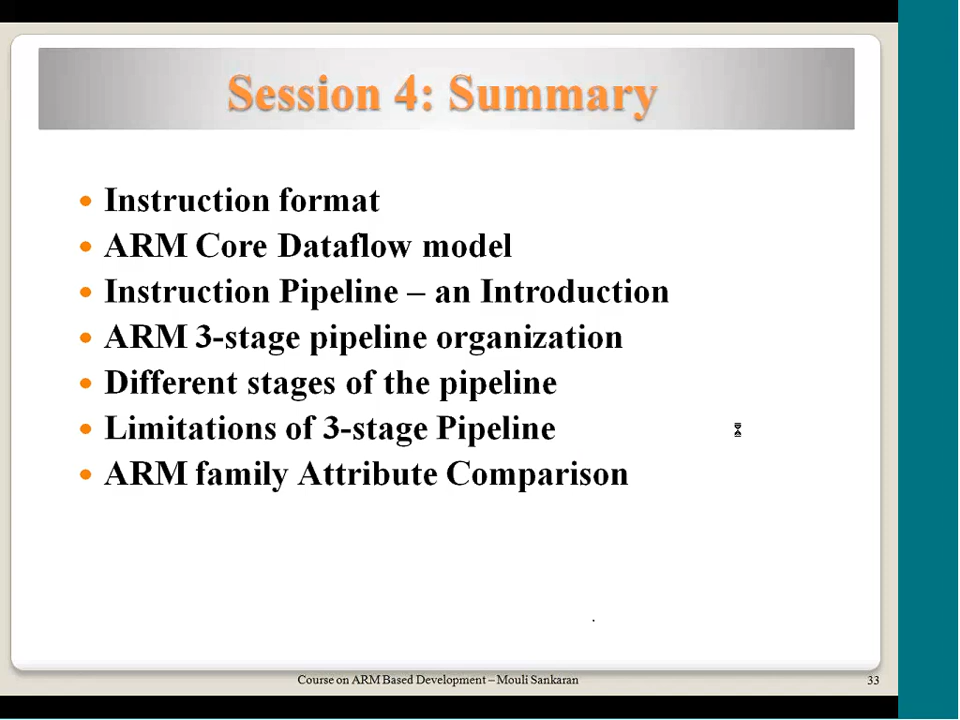 Session 4: Summary
• Instruction format
• ARM Core Dataflow model
• Instruction Pipeline – an Introduction
• ARM 3-stage pipeline organization
• Different stages of the pipeline
• Limitations of 3-stage Pipeline
• ARM family Attribute Comparison
Course on ARM Based Development – Mouli Sankaran
33